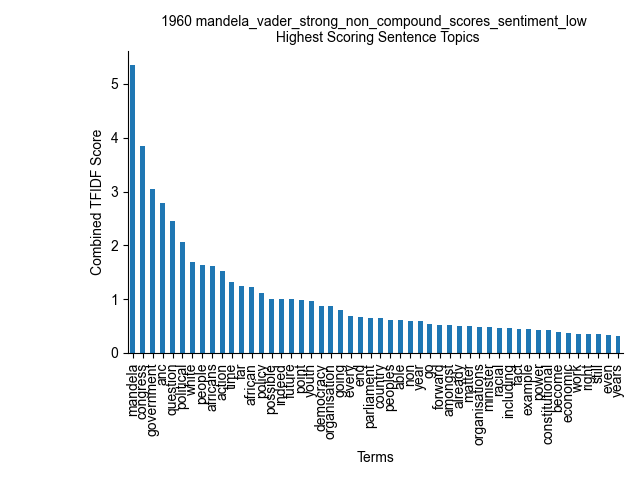 1960 mandela_vader_strong_non_compound_scores_sentiment_low
Highest Scoring Sentence Topics
Combined TFIDF Score
5
4
3
2
1
0
mandela
congress
government
anc
question
political
white
people
africans
action
time
far
african
policy
possible
indeed
future
point
youth
democracy
organisation
going
every
end
parliament
country
peoples
able
non
year
go
forward
amongst
already
matter
organisations
minister
racial
including
fact
example
power
constitutional
become
economic
work
right
still
even
years
Terms